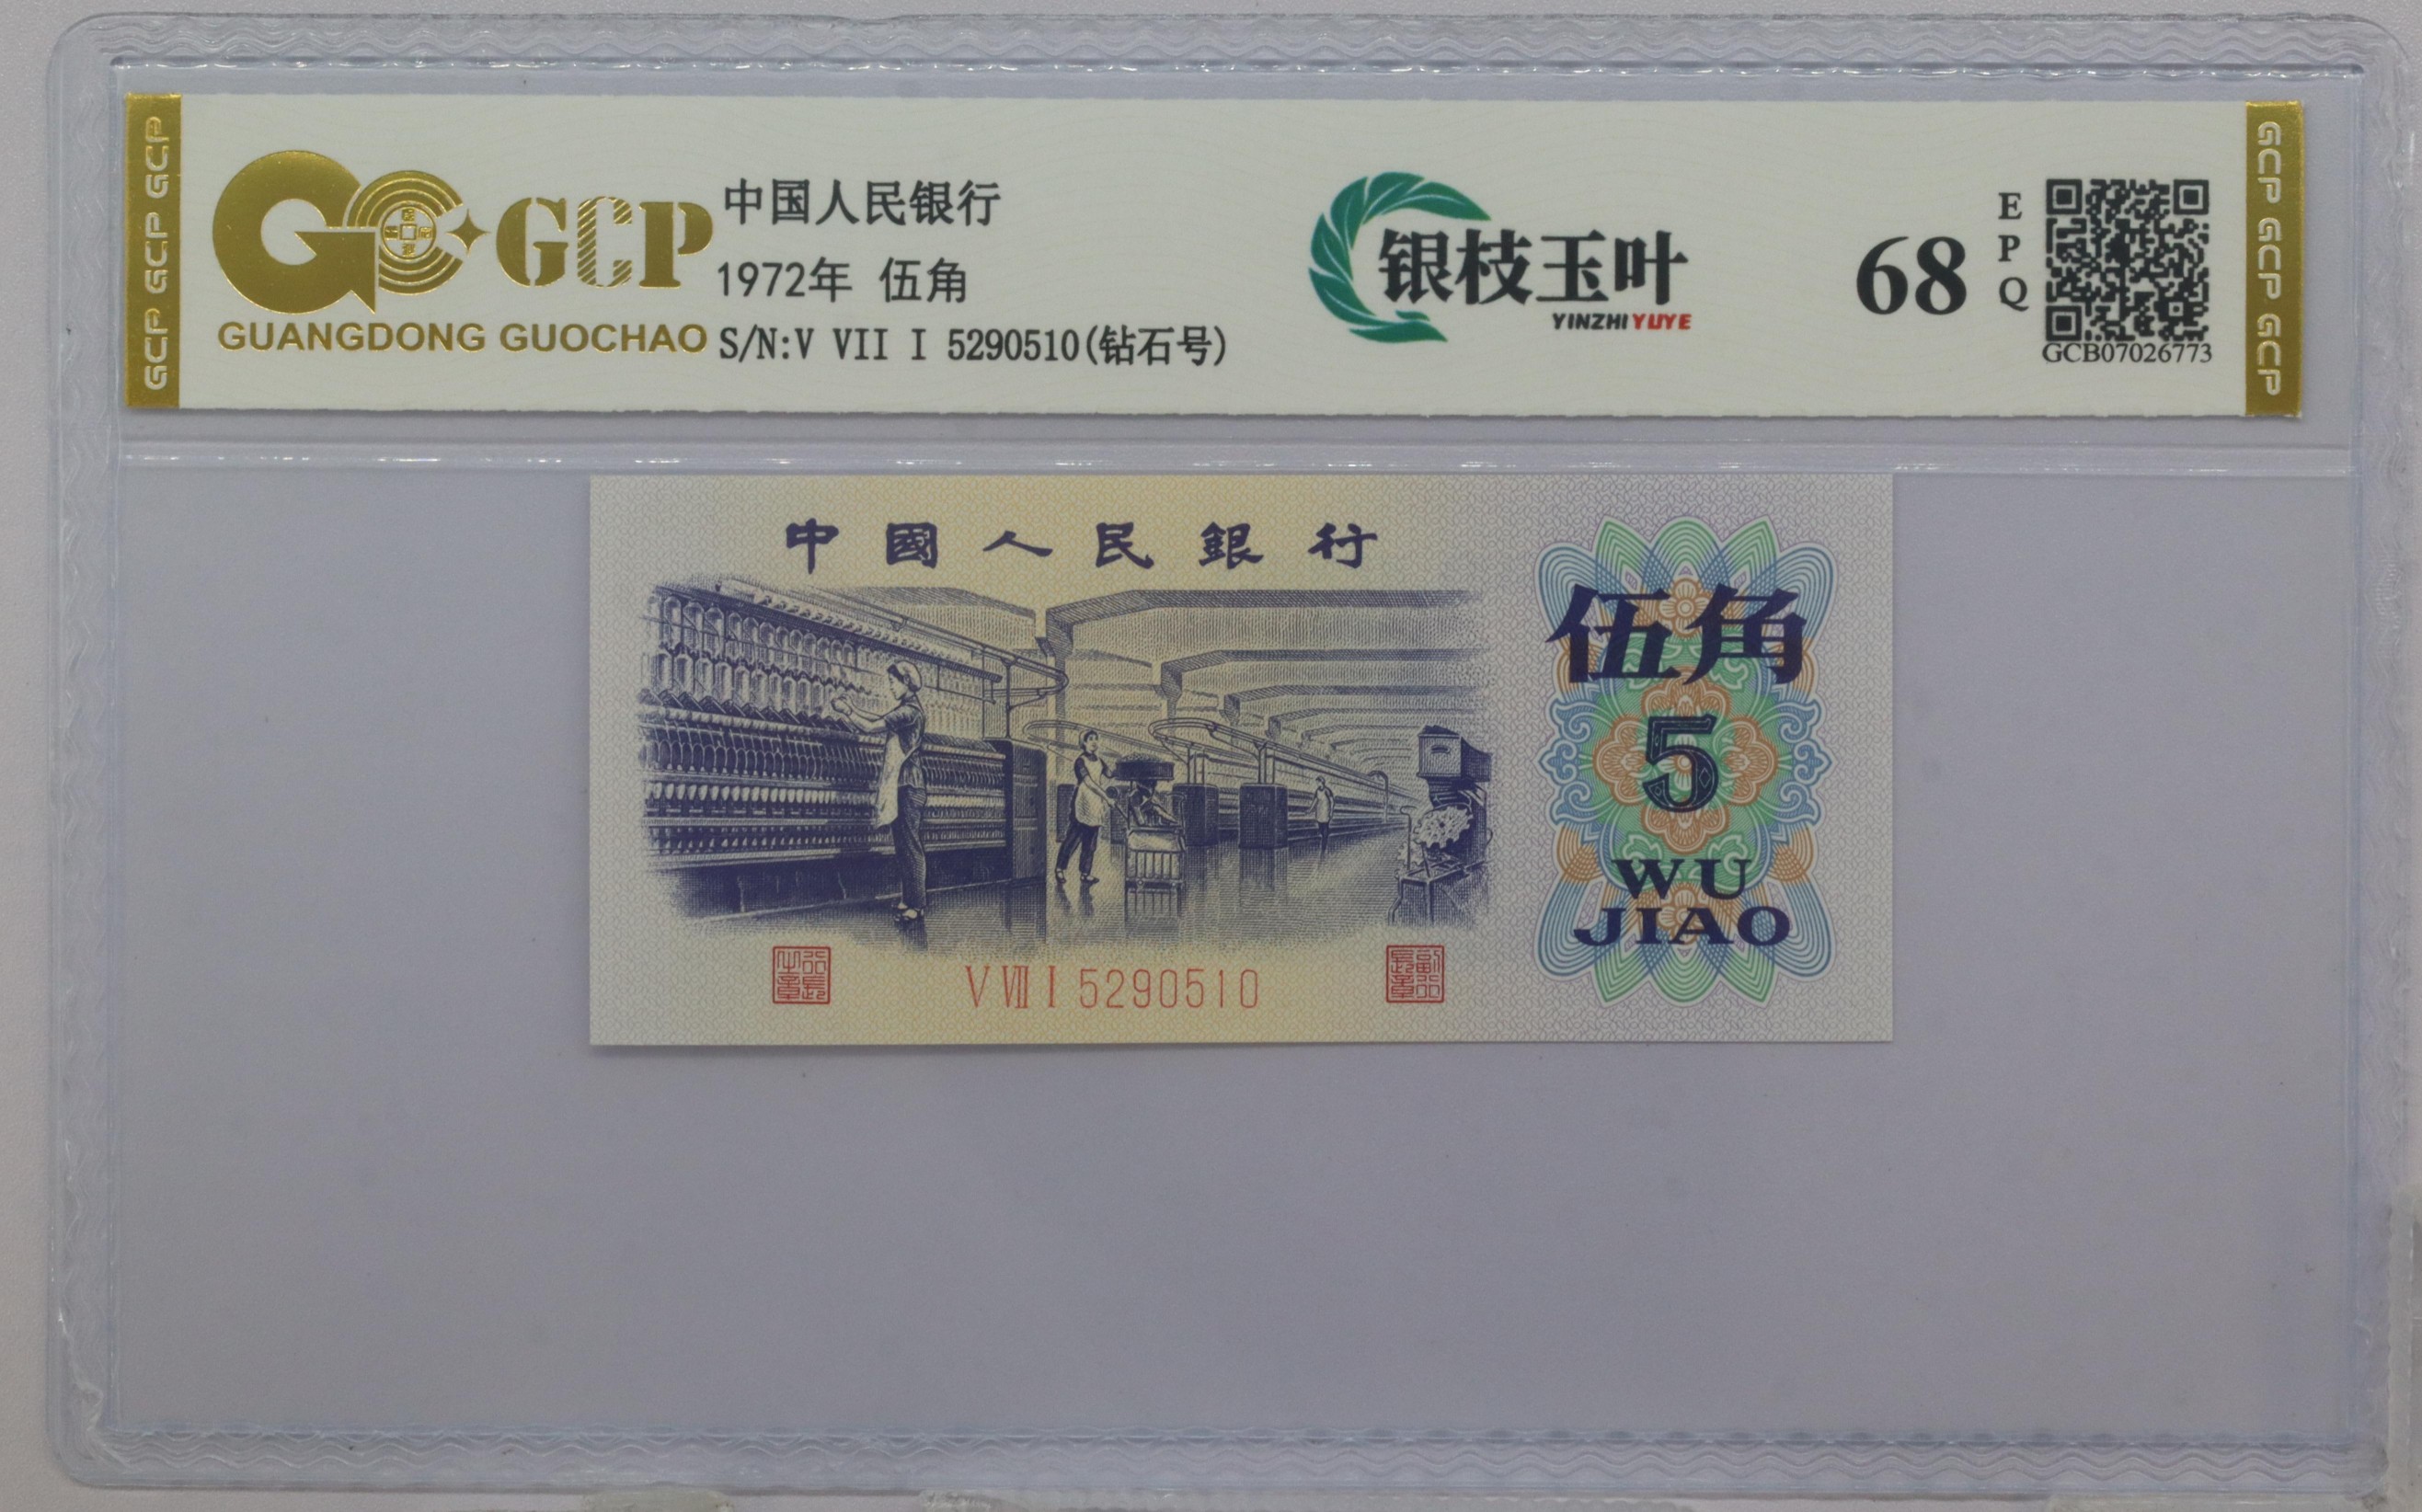 GCP GCP GCP
GCP
GUANGDONG GUOCHAO
中国人民银行
1972年 伍角
S/N:V VII I 5290510(钻石号)
银枝玉叶
YINZHIYUYE
68
EPQ
GCB07026773
GCP GCP GCP
中國人民銀行
伍角
5
WU
JIAO
V VII I 5290510